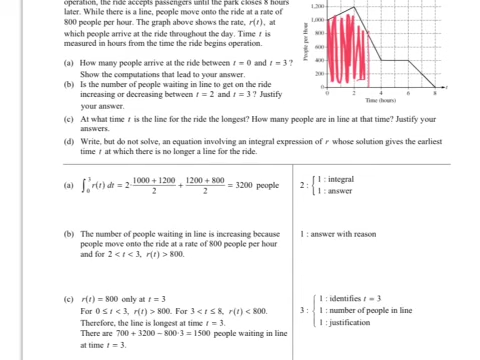 operation, the ride accepts passengers until the park closes 8 hours
later. While there is a line, people move onto the ride at a rate of
800 people per hour. The graph above shows the rate, r(t), at
which people arrive at the ride throughout the day. Time t is
measured in hours from the time the ride begins operation.
People per Hour
1,200
1,000
800
600
400
200
0
2
4
6
8
t
Time (hours)
(a) How many people arrive at the ride between t = 0 and t = 3 ?
Show the computations that lead to your answer.
(b) Is the number of people waiting in line to get on the ride
increasing or decreasing between t = 2 and t = 3 ? Justify
your answer.
(c) At what time t is the line for the ride the longest? How many people are in line at that time? Justify your
answers.
(d) Write, but do not solve, an equation involving an integral expression of r whose solution gives the earliest
time t at which there is no longer a line for the ride.
(a) ∫₀³ r(t) dt = 2 · (1000 + 1200)/2 + (1200 + 800)/2 = 3200 people
2 : { 1 : integral
1 : answer
(b) The number of people waiting in line is increasing because
people move onto the ride at a rate of 800 people per hour
and for 2 < t < 3, r(t) > 800.
1 : answer with reason
(c) r(t) = 800 only at t = 3
For 0 ≤ t < 3, r(t) > 800. For 3 < t ≤ 8, r(t) < 800.
Therefore, the line is longest at time t = 3.
There are 700 + 3200 − 800 · 3 = 1500 people waiting in line
at time t = 3.
3 : { 1 : identifies t = 3
1 : number of people in line
1 : justification